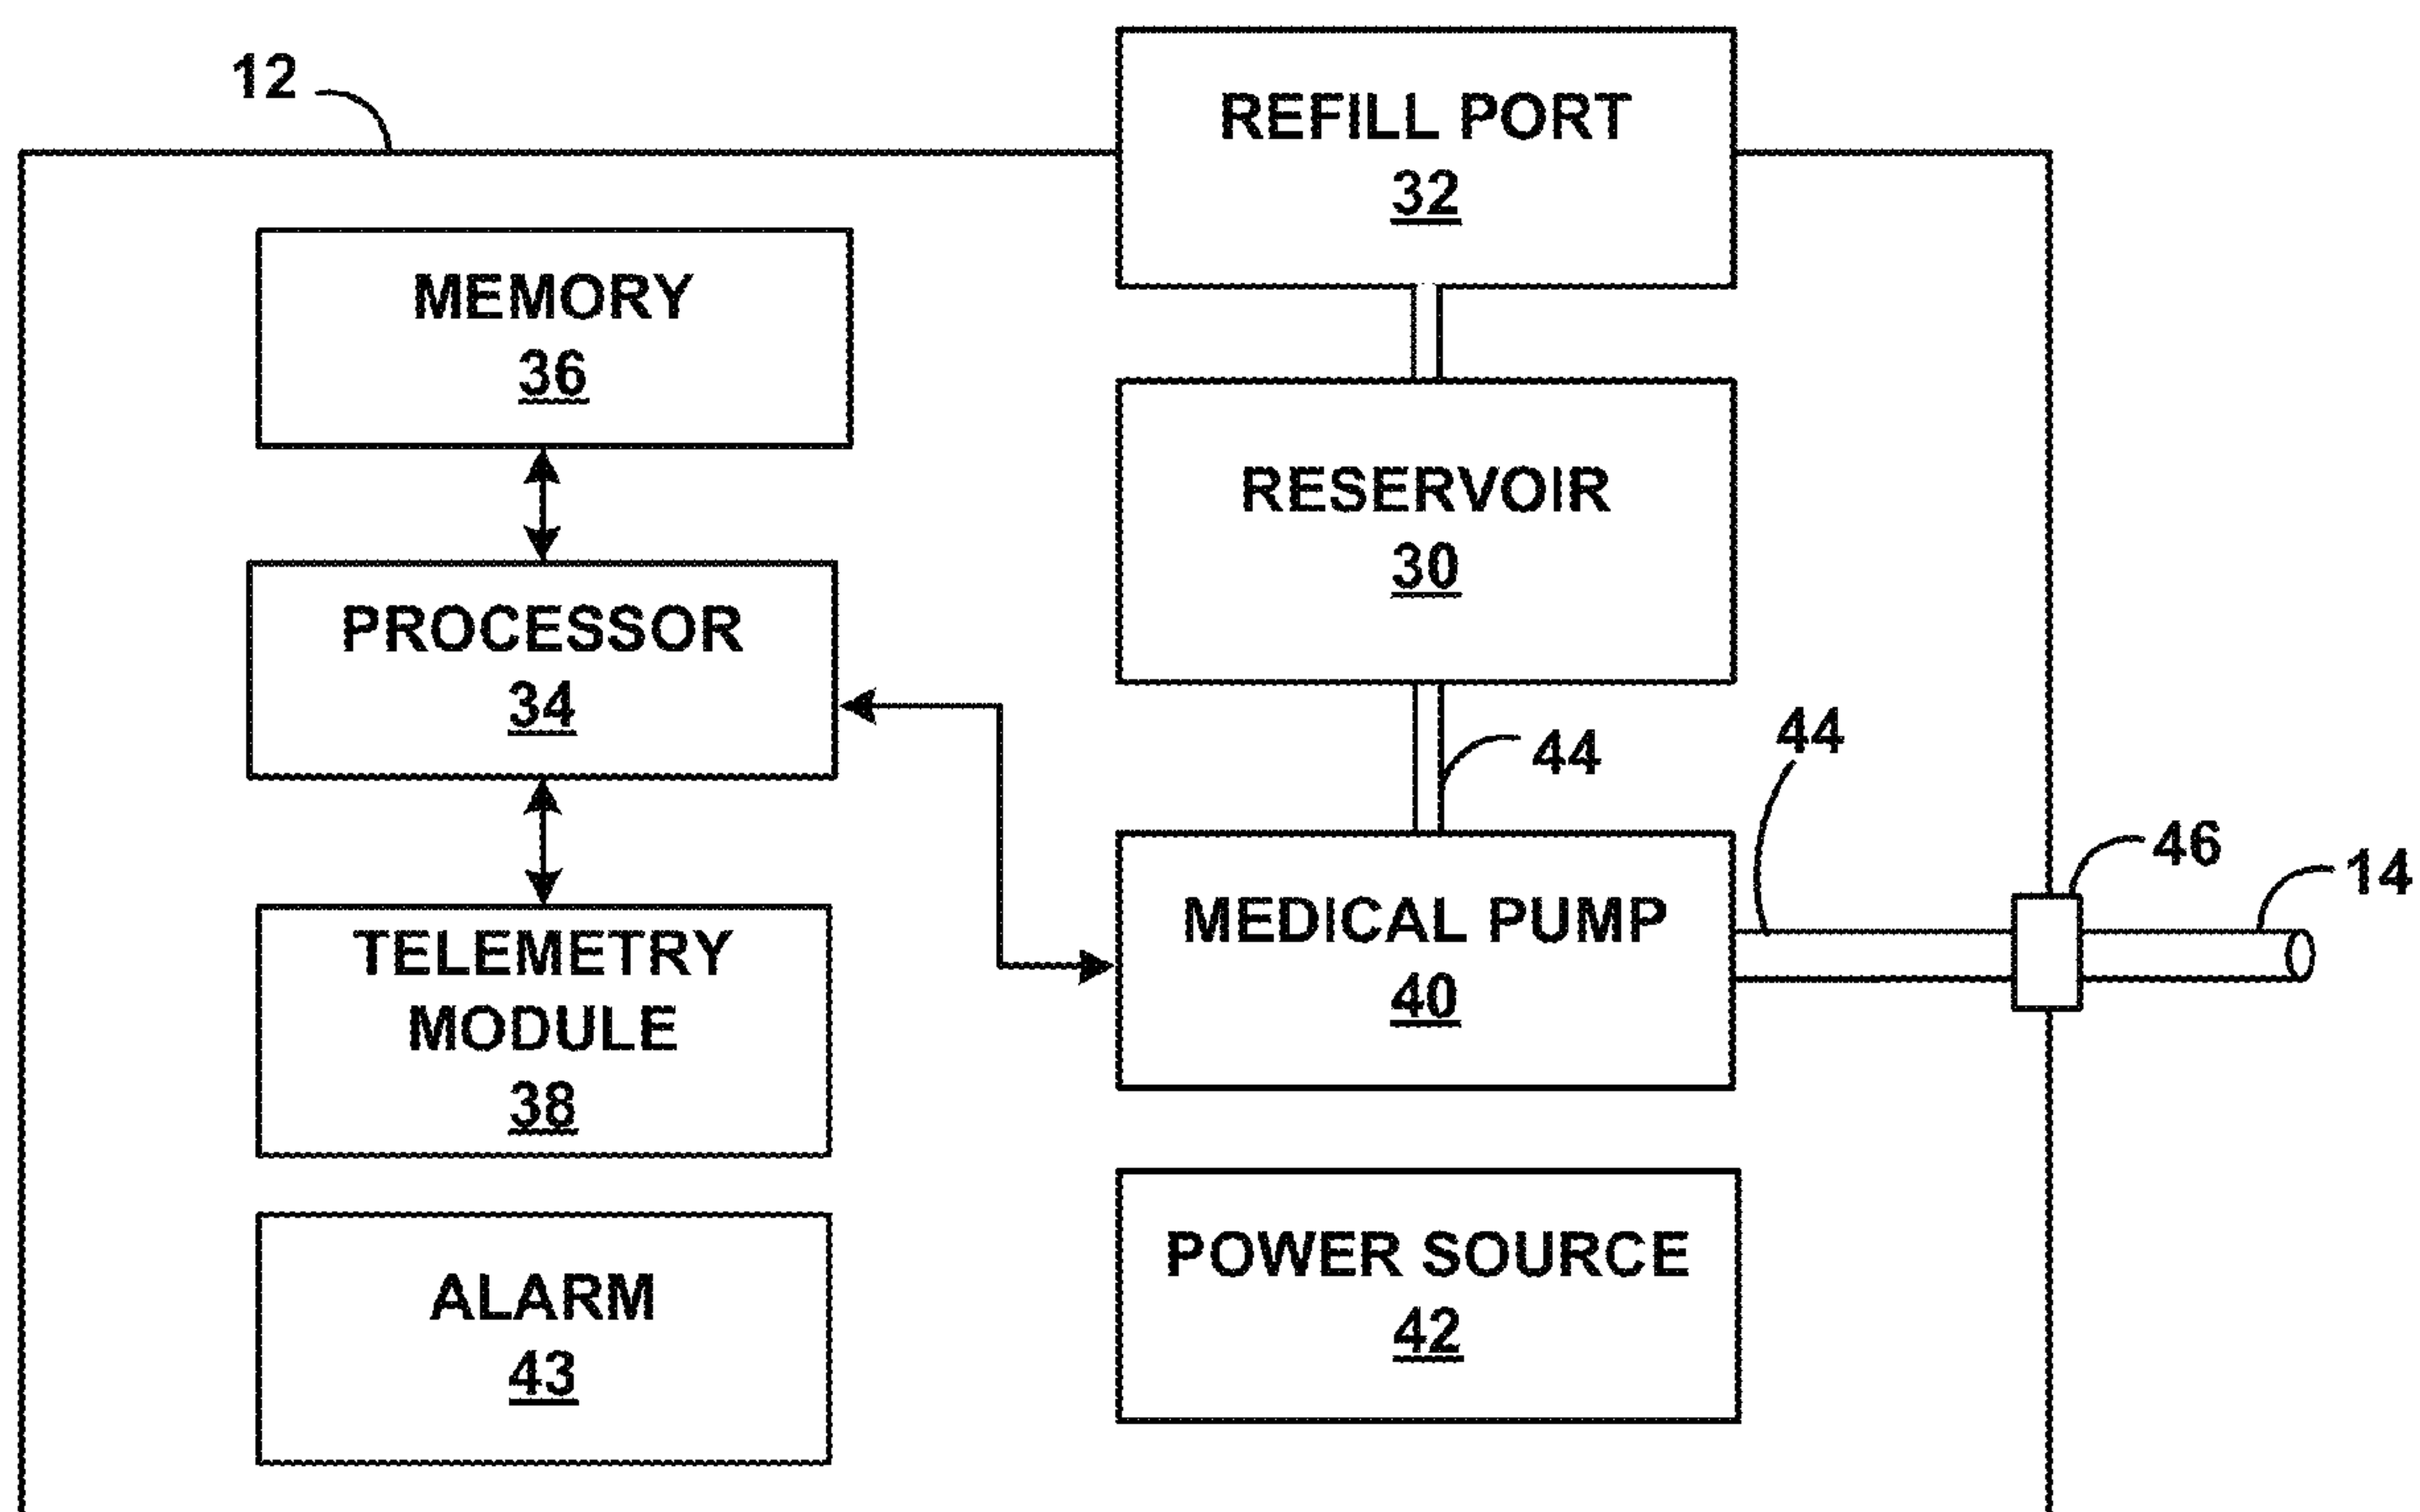 12
REFILL PORT
32
MEMORY
36
RESERVOIR
30
PROCESSOR
34
44
44
46
14
MEDICAL PUMP
40
TELEMETRY
MODULE
38
POWER SOURCE
42
ALARM
43